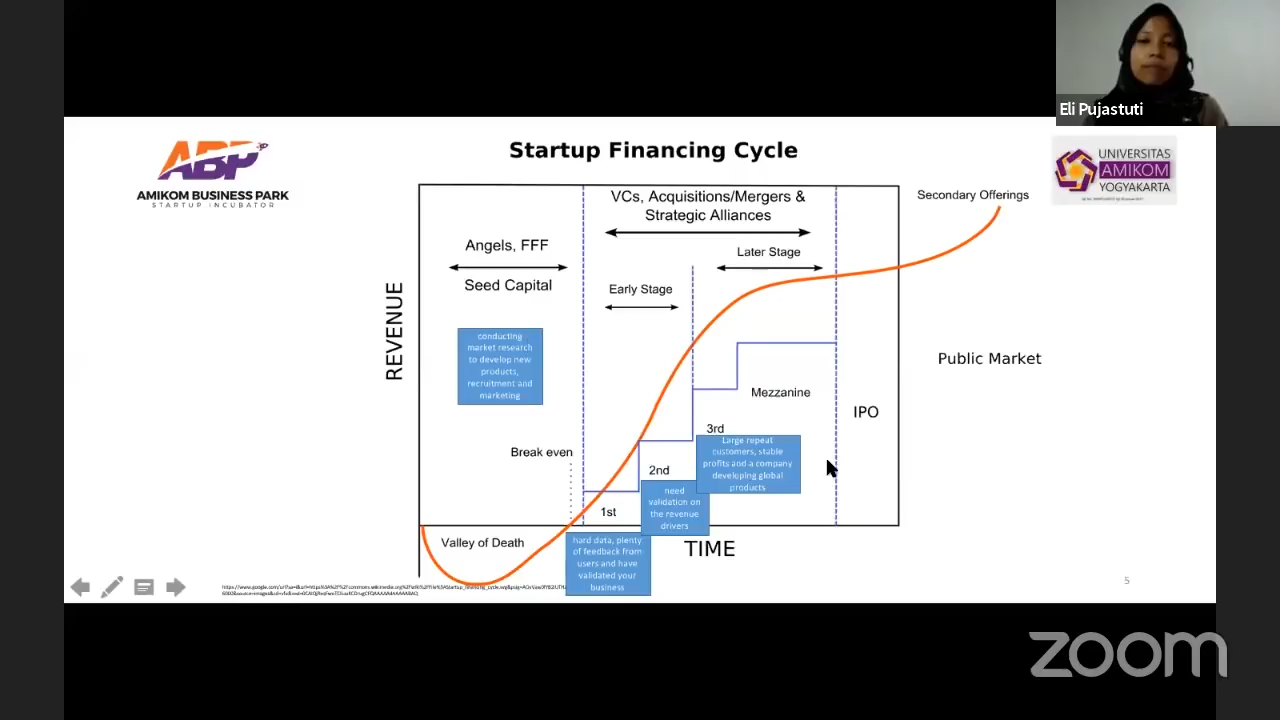 Eli Pujastuti
ABP
AMIKOM BUSINESS PARK
STARTUP INCUBATOR
Startup Financing Cycle
UNIVERSITAS
AMIKOM
YOGYAKARTA
VCs, Acquisitions/Mergers &
Strategic Alliances
Secondary Offerings
Angels, FFF
Later Stage
Seed Capital
Early Stage
REVENUE
conducting
market research
to develop new
products,
recruitment and
marketing
Public Market
Mezzanine
IPO
3rd
Large repeat
customers, stable
profits and a company
developing global
products
Break even
2nd
need
validation on
the revenue
drivers
1st
Valley of Death
hard data, plenty
of feedback from
users and have
validated your
business
TIME
5
zoom